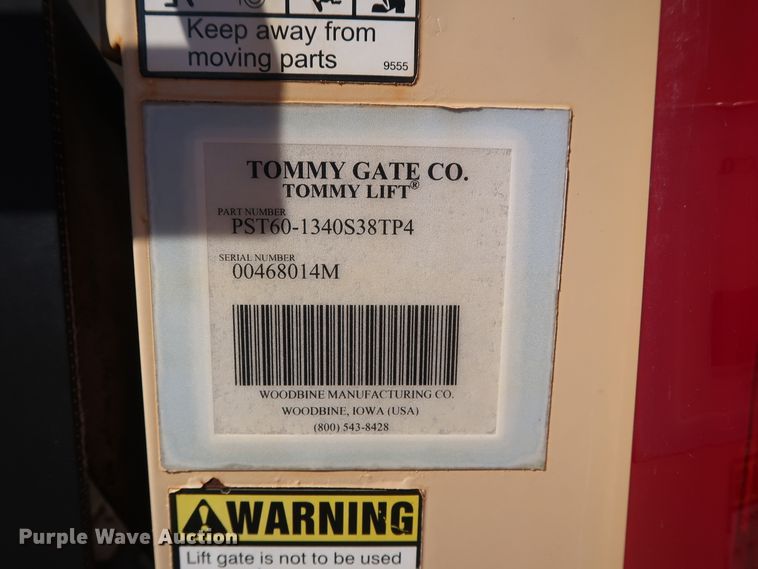 Keep away from
moving parts
9555
TOMMY GATE CO.
TOMMY LIFT®
PART NUMBER
PST60-1340S38TP4
SERIAL NUMBER
00468014M
WOODBINE MANUFACTURING CO.
WOODBINE, IOWA (USA)
(800) 543-8428
WARNING
Lift gate is not to be used
Purple Wave Auction